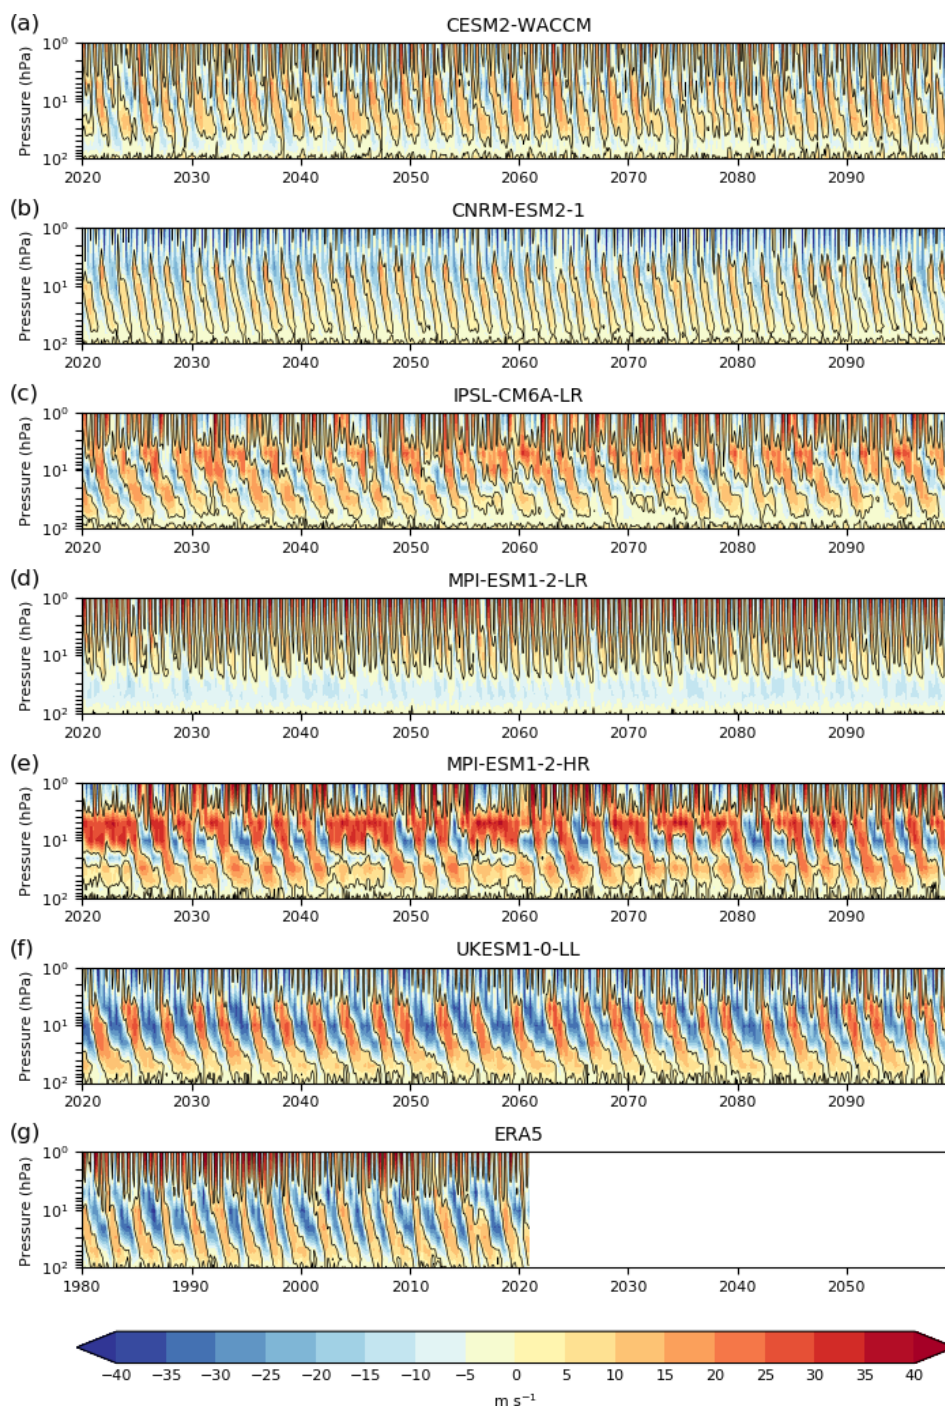 (a)
CESM2-WACCM
Pressure (hPa)
10⁰
10¹
10²
2020 2030 2040 2050 2060 2070 2080 2090
(b)
CNRM-ESM2-1
Pressure (hPa)
10⁰
10¹
10²
2020 2030 2040 2050 2060 2070 2080 2090
(c)
IPSL-CM6A-LR
Pressure (hPa)
10⁰
10¹
10²
2020 2030 2040 2050 2060 2070 2080 2090
(d)
MPI-ESM1-2-LR
Pressure (hPa)
10⁰
10¹
10²
2020 2030 2040 2050 2060 2070 2080 2090
(e)
MPI-ESM1-2-HR
Pressure (hPa)
10⁰
10¹
10²
2020 2030 2040 2050 2060 2070 2080 2090
(f)
UKESM1-0-LL
Pressure (hPa)
10⁰
10¹
10²
2020 2030 2040 2050 2060 2070 2080 2090
(g)
ERA5
Pressure (hPa)
10⁰
10¹
10²
1980 1990 2000 2010 2020 2030 2040 2050
−40 −35 −30 −25 −20 −15 −10 −5 0 5 10 15 20 25 30 35 40
m s⁻¹